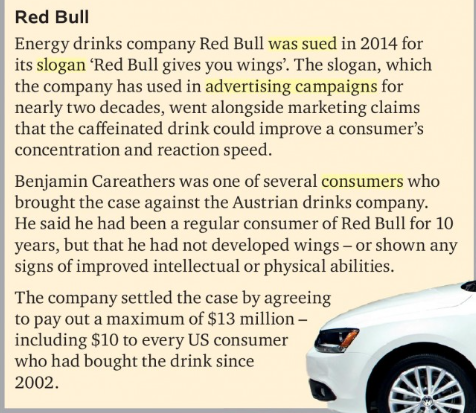 Red Bull
Energy drinks company Red Bull was sued in 2014 for
its slogan ‘Red Bull gives you wings’. The slogan, which
the company has used in advertising campaigns for
nearly two decades, went alongside marketing claims
that the caffeinated drink could improve a consumer’s
concentration and reaction speed.
Benjamin Careathers was one of several consumers who
brought the case against the Austrian drinks company.
He said he had been a regular consumer of Red Bull for 10
years, but that he had not developed wings – or shown any
signs of improved intellectual or physical abilities.
The company settled the case by agreeing
to pay out a maximum of $13 million –
including $10 to every US consumer
who had bought the drink since
2002.